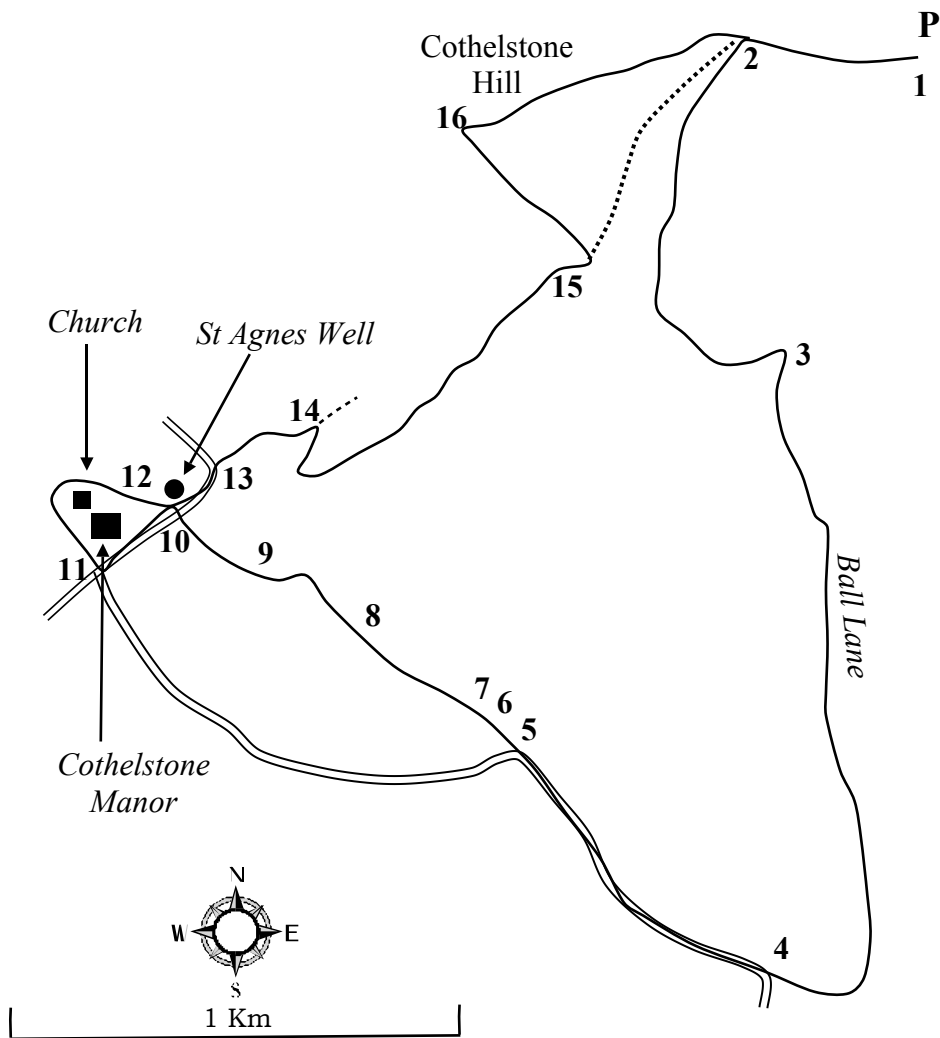 P
Cothelstone
Hill
2
1
16
15
Church
St Agnes Well
3
14
12
13
10
9
11
Ball Lane
8
7
6
5
Cothelstone
Manor
N
W
E
S
4
1 Km